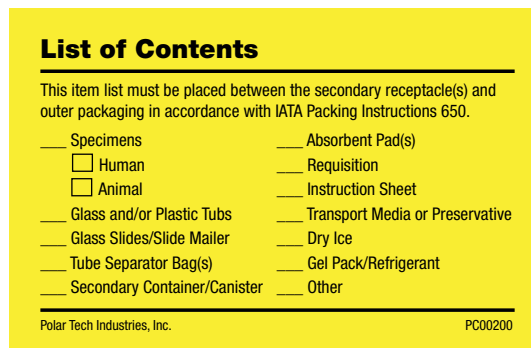 List of Contents
This item list must be placed between the secondary receptacle(s) and
outer packaging in accordance with IATA Packing Instructions 650.
___ Specimens
Human
Animal
___ Glass and/or Plastic Tubs
___ Glass Slides/Slide Mailer
___ Tube Separator Bag(s)
___ Secondary Container/Canister
___ Absorbent Pad(s)
___ Requisition
___ Instruction Sheet
___ Transport Media or Preservative
___ Dry Ice
___ Gel Pack/Refrigerant
___ Other
Polar Tech Industries, Inc.
PC00200